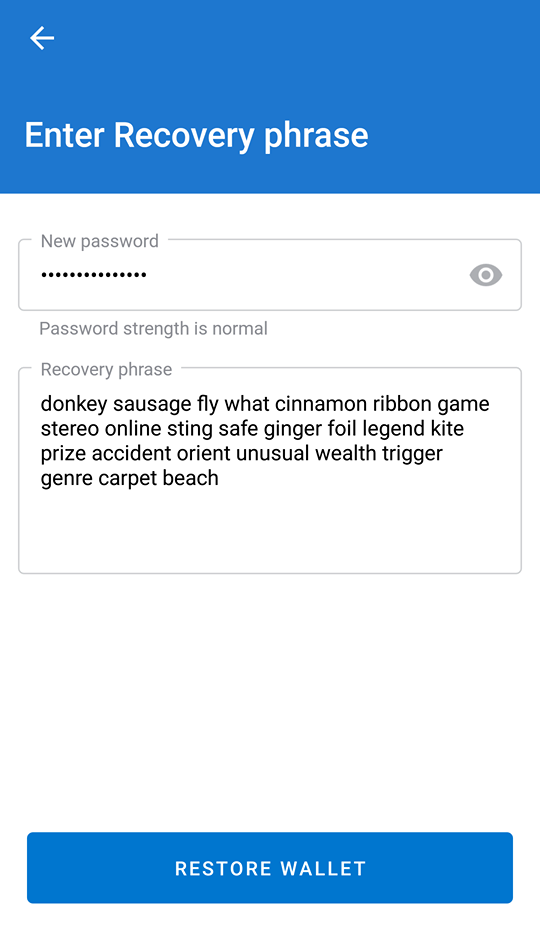 Enter Recovery phrase
New password
•••••••••••••••
Password strength is normal
Recovery phrase
donkey sausage fly what cinnamon ribbon game
stereo online sting safe ginger foil legend kite
prize accident orient unusual wealth trigger
genre carpet beach
RESTORE WALLET